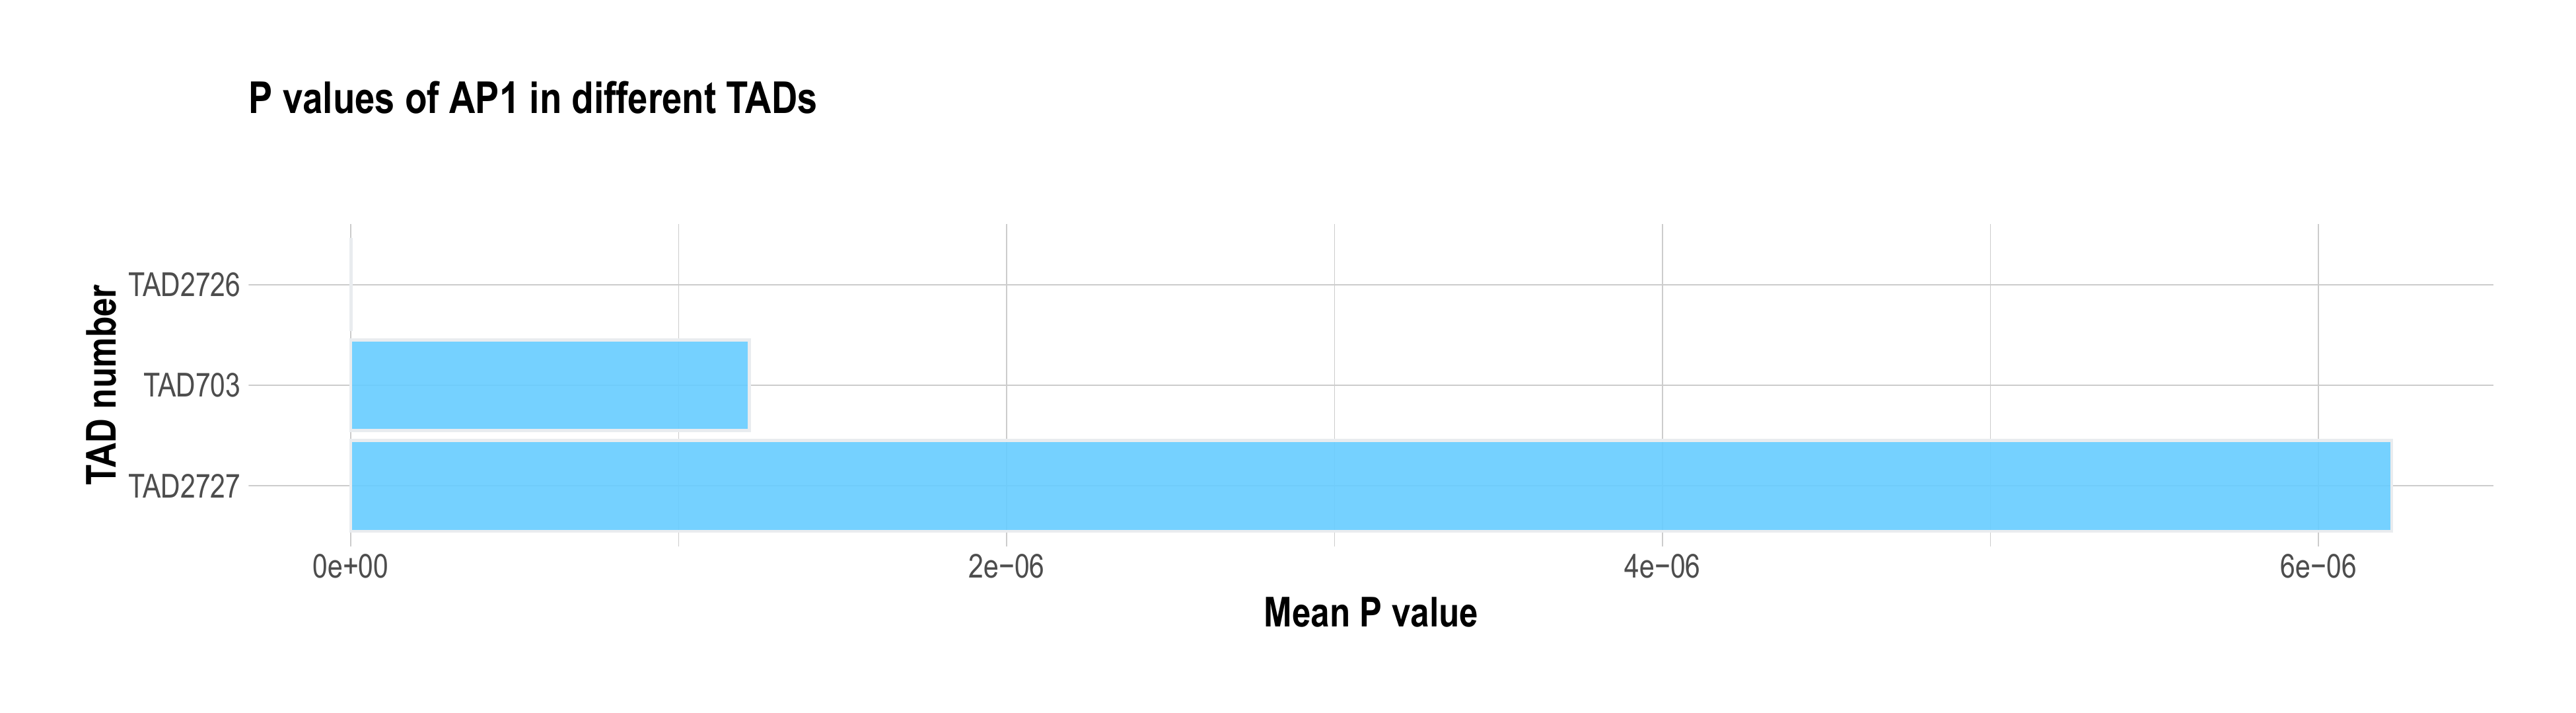 P values of AP1 in different TADs
TAD number
TAD2726
TAD703
TAD2727
0e+00 2e−06 4e−06 6e−06
Mean P value